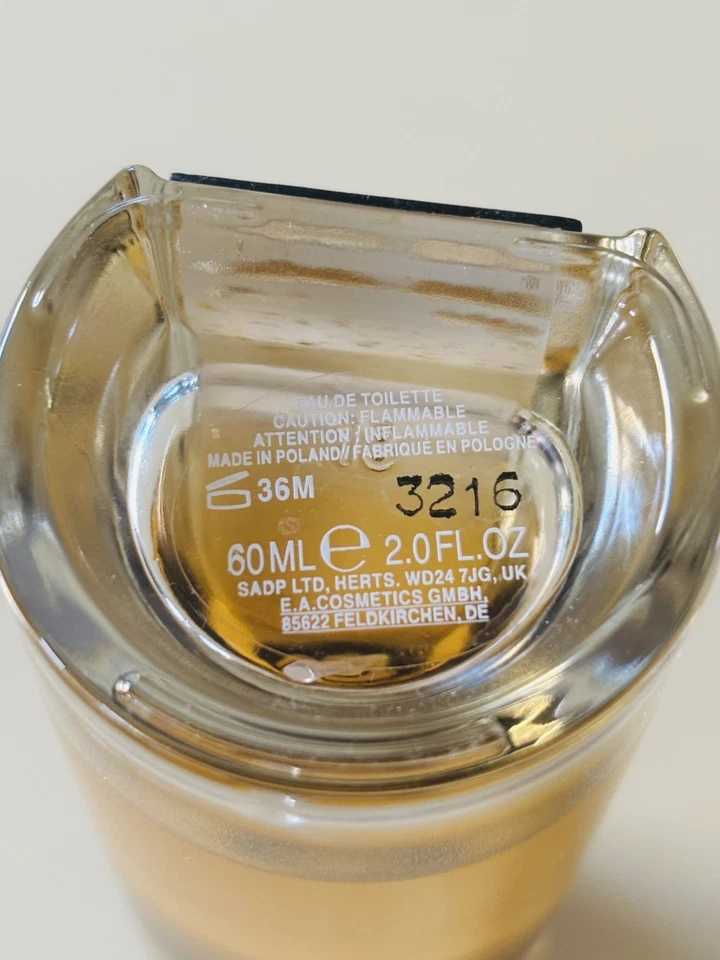 EAU DE TOILETTE
CAUTION: FLAMMABLE
ATTENTION : INFLAMMABLE
MADE IN POLAND//FABRIQUÉ EN POLOGNE
36M 3216
60ML e 2.0FL.OZ
SADP LTD, HERTS. WD24 7JG, UK
E.A.COSMETICS GMBH,
85622 FELDKIRCHEN, DE